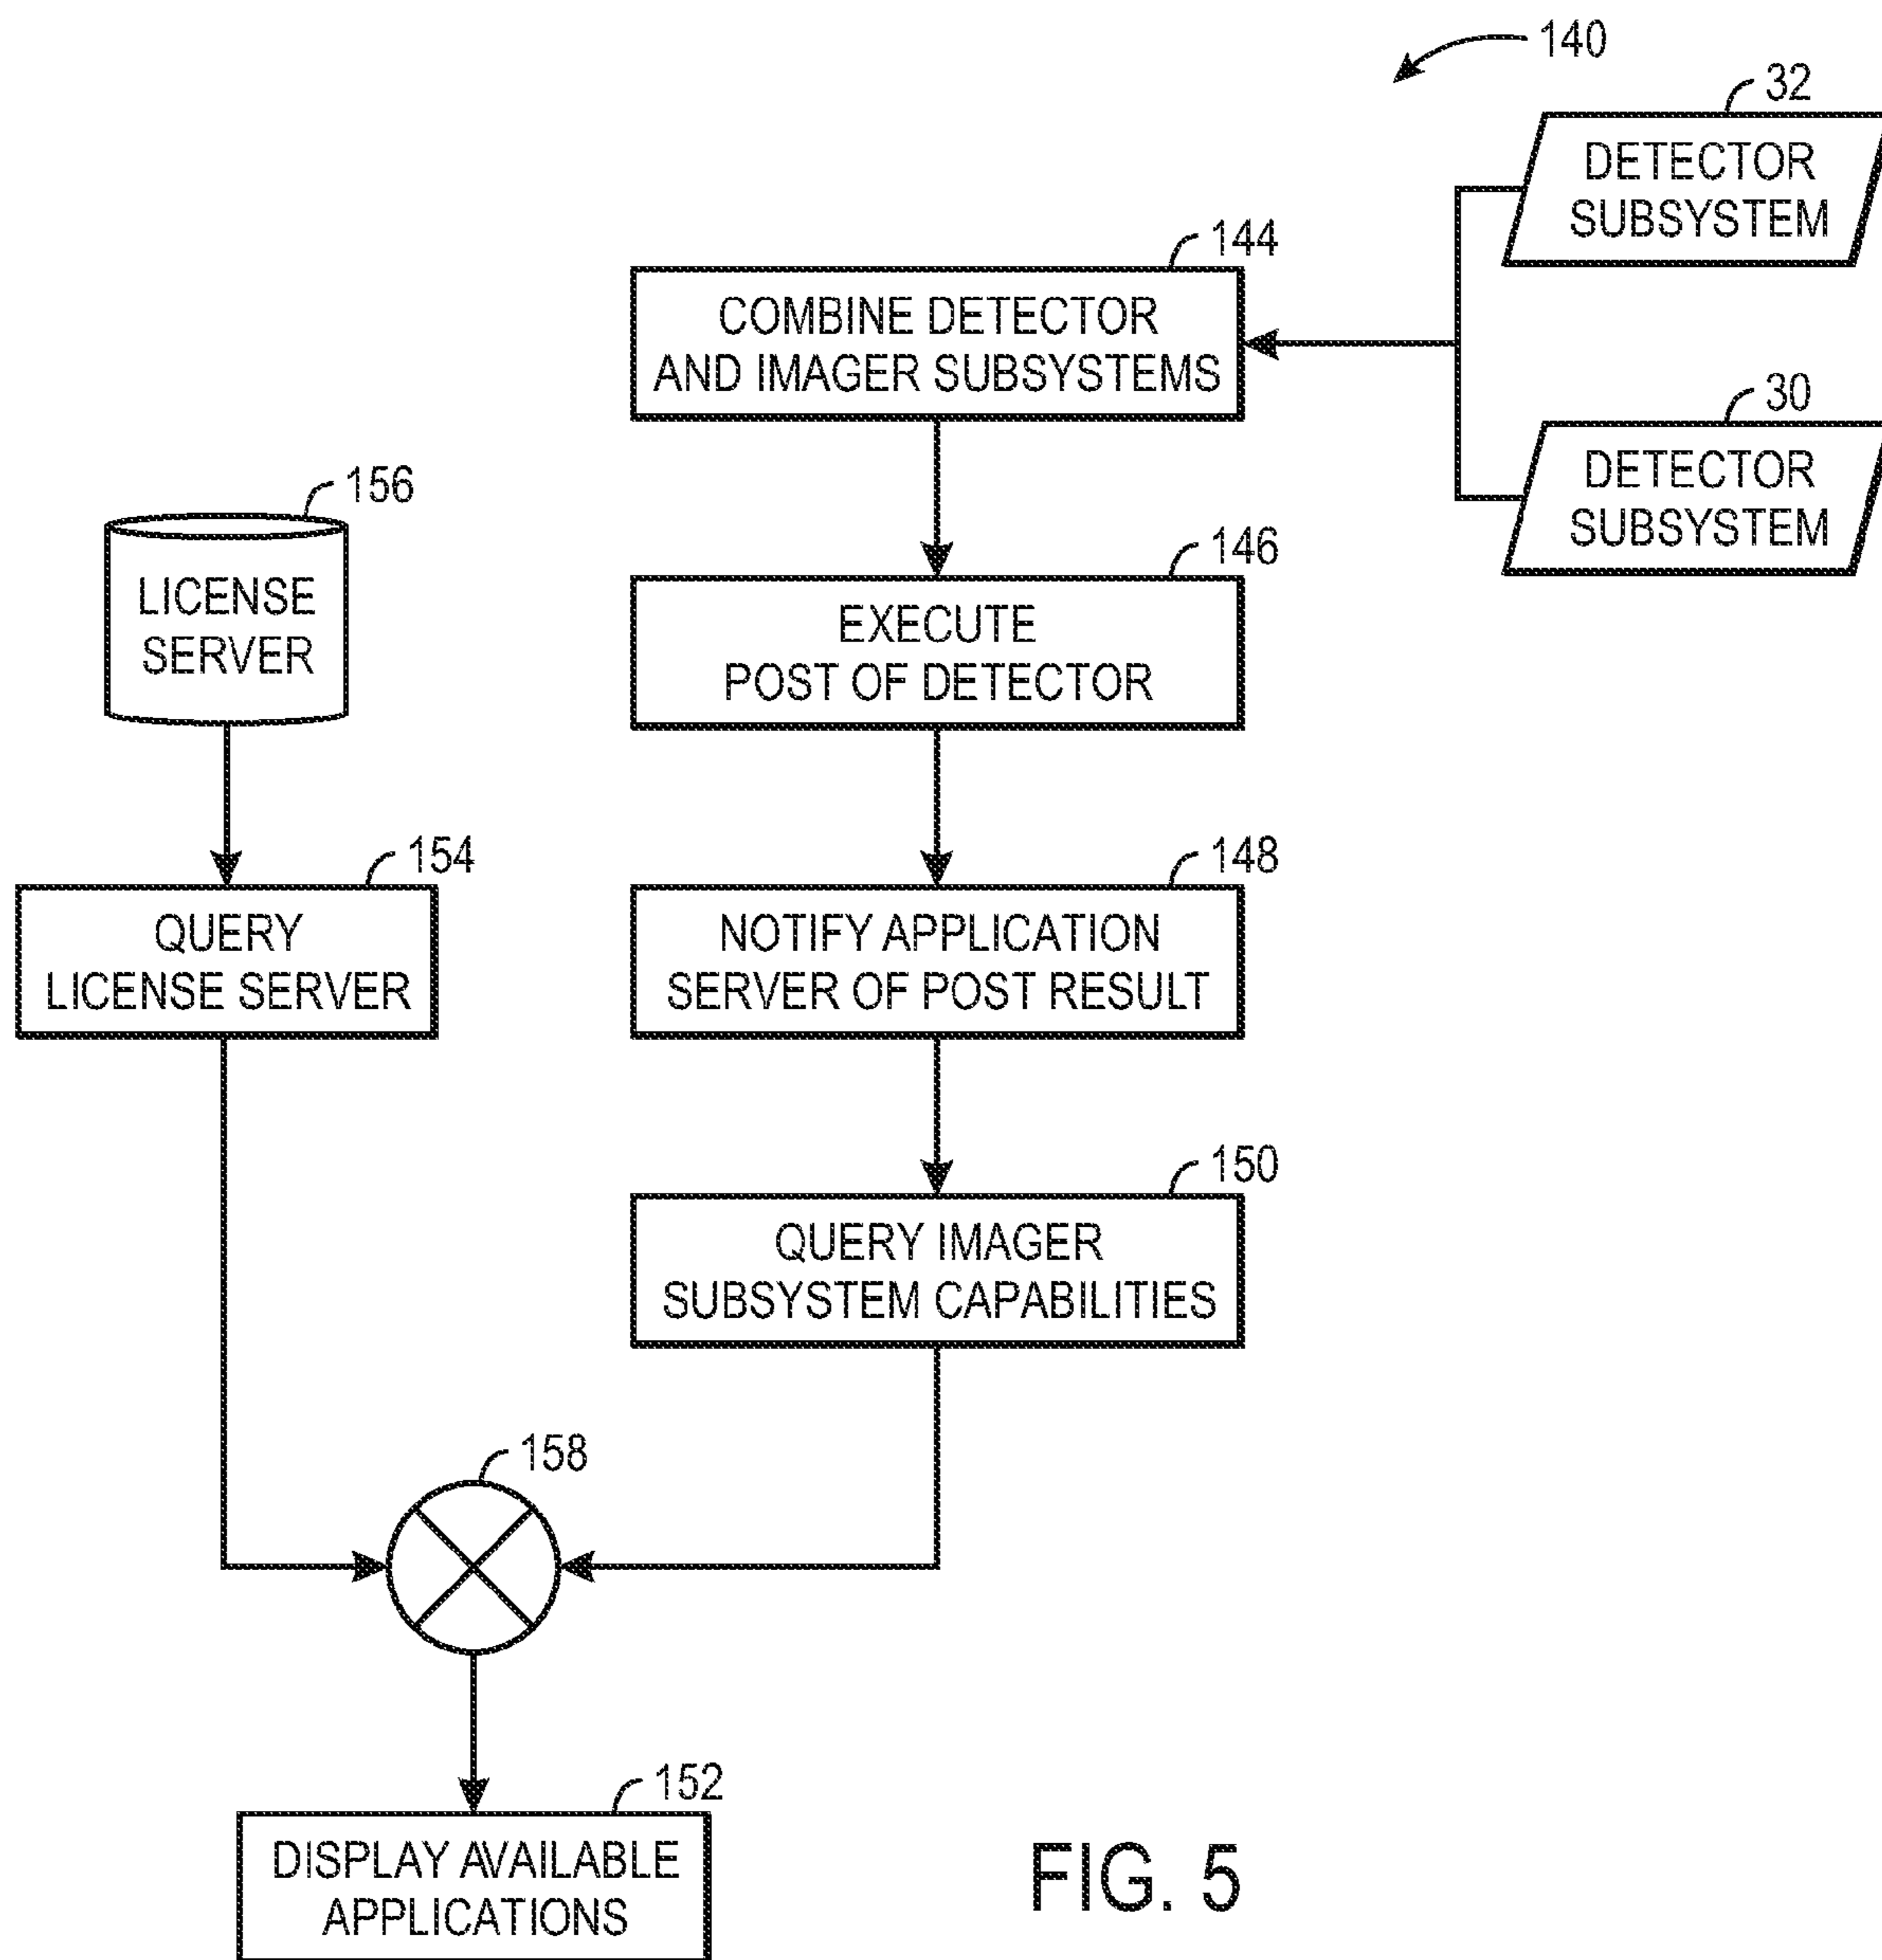 140
32
DETECTOR
SUBSYSTEM
144
COMBINE DETECTOR
AND IMAGER SUBSYSTEMS
30
DETECTOR
SUBSYSTEM
156
LICENSE
SERVER
146
EXECUTE
POST OF DETECTOR
154
QUERY
LICENSE SERVER
148
NOTIFY APPLICATION
SERVER OF POST RESULT
150
QUERY IMAGER
SUBSYSTEM CAPABILITIES
158
152
DISPLAY AVAILABLE
APPLICATIONS
FIG. 5